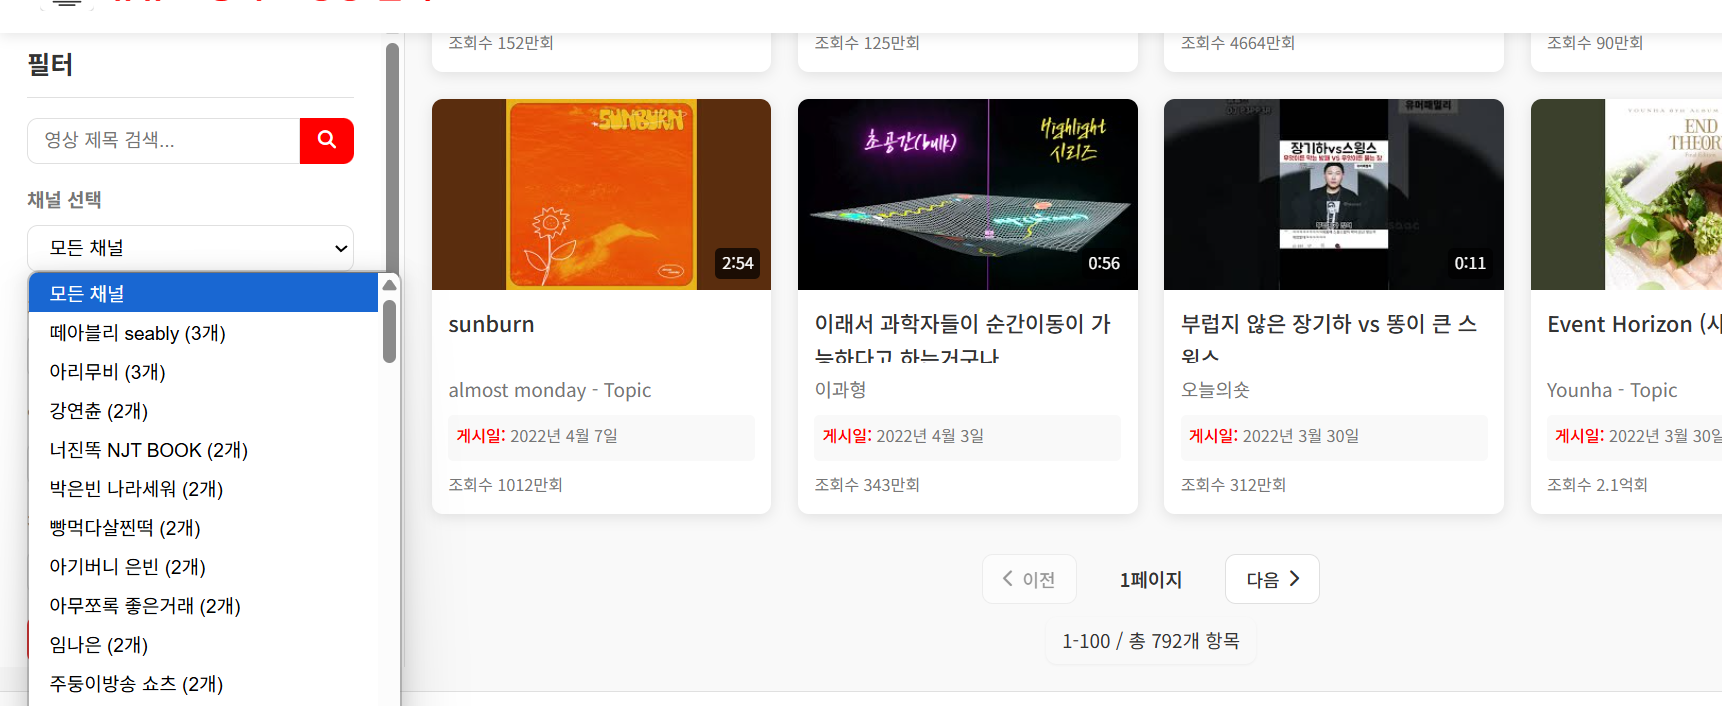 조회수 152만회
조회수 125만회
조회수 4664만회
조회수 90만회
필터
영상 제목 검색...
채널 선택
모든 채널
모든 채널
떼아블리 seably (3개)
아리무비 (3개)
강연츈 (2개)
너진똑 NJT BOOK (2개)
박은빈 나라세워 (2개)
빵먹다살찐떡 (2개)
아기버니 은빈 (2개)
아무쪼록 좋은거래 (2개)
임나은 (2개)
주둥이방송 쇼츠 (2개)
SUNBURN
2:54
sunburn
almost monday - Topic
게시일: 2022년 4월 7일
조회수 1012만회
초공간(bulk)
Highlight
시리즈
0:56
이래서 과학자들이 순간이동이 가
능하다고 하는거구나
이과형
게시일: 2022년 4월 3일
조회수 343만회
유머패밀리
장기하vs스윙스
0:11
부럽지 않은 장기하 vs 똥이 큰 스
윙스
오늘의숏
게시일: 2022년 3월 30일
조회수 312만회
YOUNHA 6TH ALBUM
END
THEOR
Event Horizon (사
Younha - Topic
게시일: 2022년 3월 30일
조회수 2.1억회
이전
1페이지
다음
1-100 / 총 792개 항목